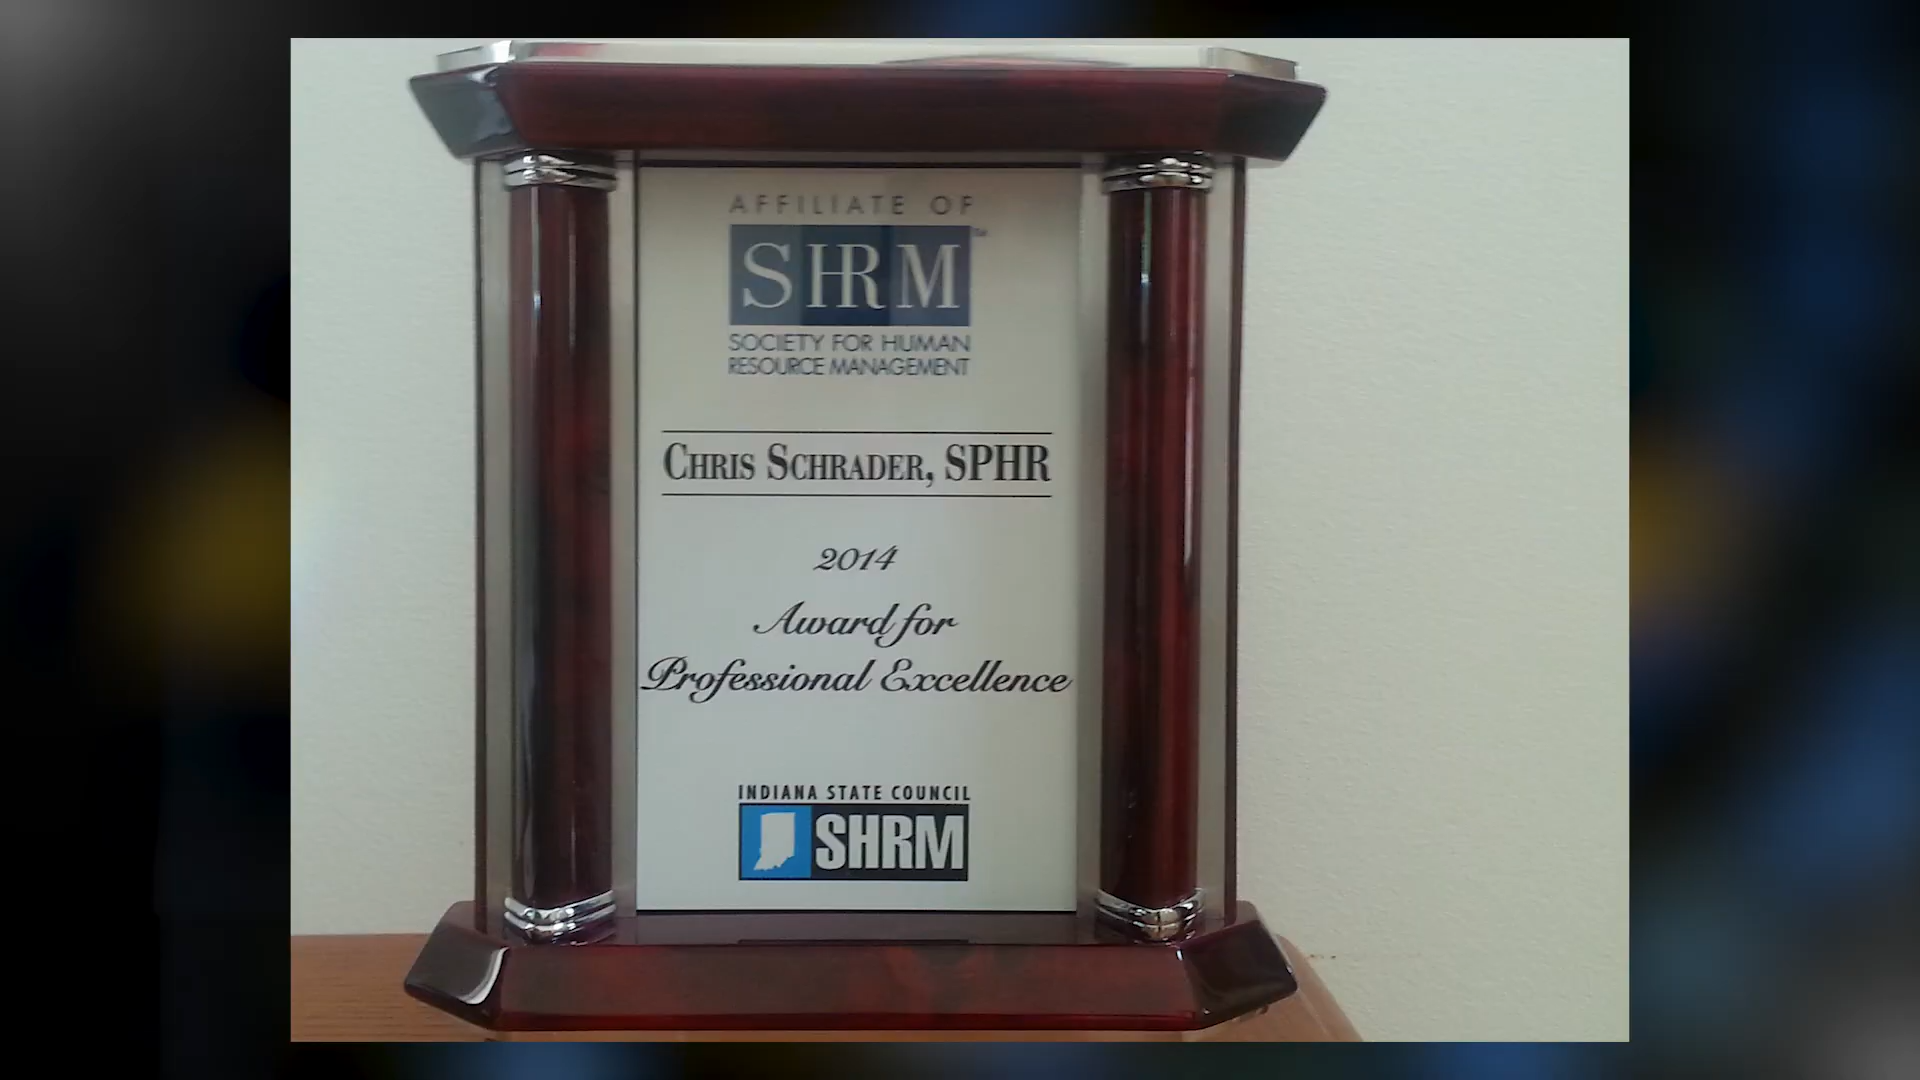 AFFILIATE OF
SHRM™
SOCIETY FOR HUMAN
RESOURCE MANAGEMENT
CHRIS SCHRADER, SPHR
2014
Award for
Professional Excellence
INDIANA STATE COUNCIL
SHRM